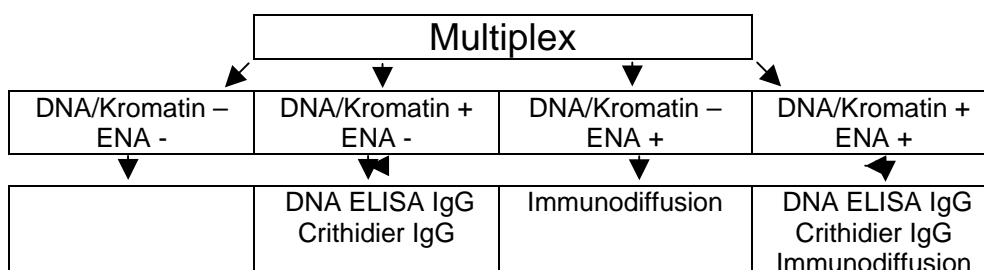 Multiplex
DNA/Kromatin –
ENA -
DNA/Kromatin +
ENA -
DNA/Kromatin –
ENA +
DNA/Kromatin +
ENA +
DNA ELISA IgG
Crithidier IgG
Immunodiffusion
DNA ELISA IgG
Crithidier IgG
Immunodiffusion